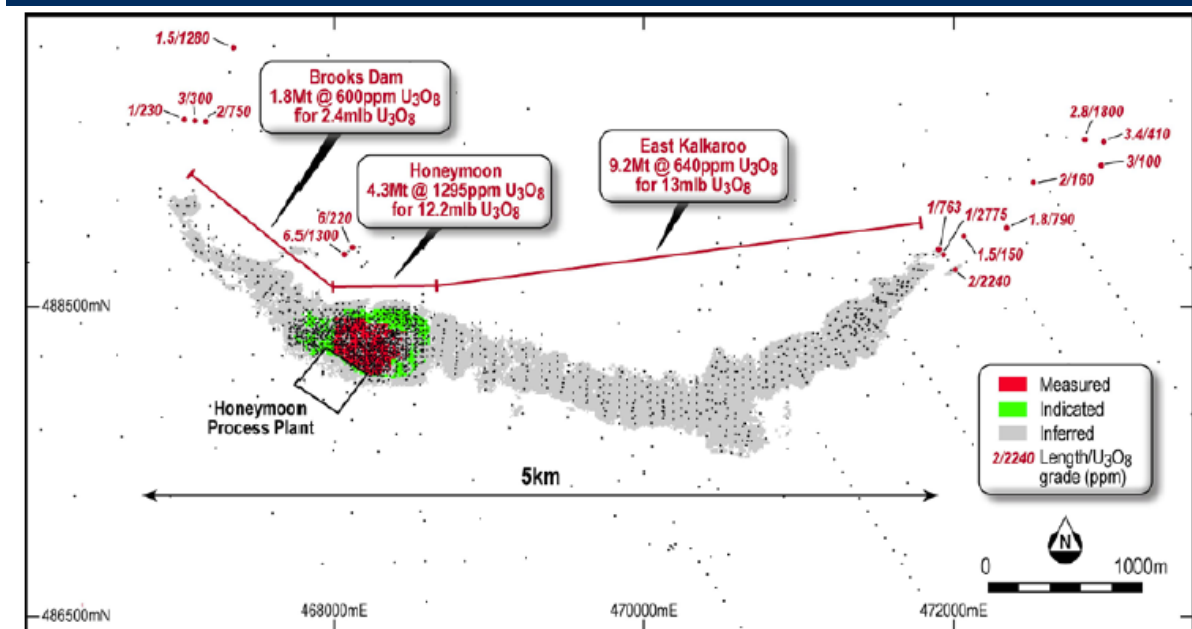 1.5/1260
Brooks Dam
1.8Mt @ 600ppm U₃O₈
for 2.4mlb U₃O₈
1/230
3/300
2/750
Honeymoon
4.3Mt @ 1295ppm U₃O₈
for 12.2mlb U₃O₈
East Kalkaroo
9.2Mt @ 640ppm U₃O₈
for 13mlb U₃O₈
2.8/1800
3.4/410
3/100
2/160
1.8/790
1/763
1/2775
1.5/150
2/2240
6/220
6.5/1300
488500mN
Honeymoon
Process Plant
5km
Measured
Indicated
Inferred
2/2240 Length/U₃O₈
grade (ppm)
N
0 1000m
486500mN
468000mE
470000mE
472000mE